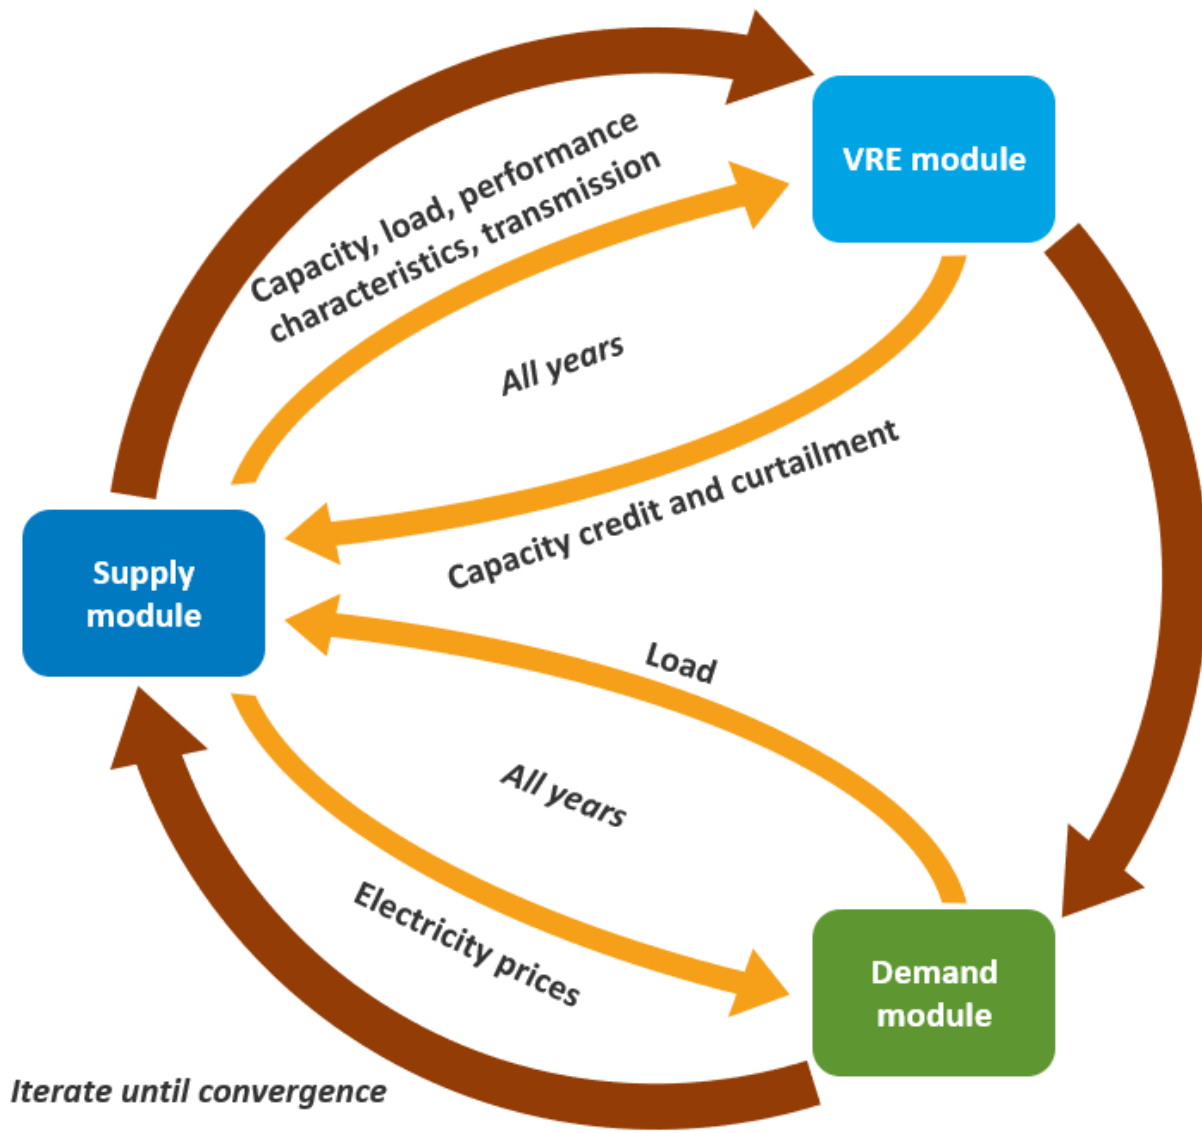 VRE module
Capacity, load, performance
characteristics, transmission
All years
Capacity credit and curtailment
Supply
module
Load
All years
Electricity prices
Demand
module
Iterate until convergence